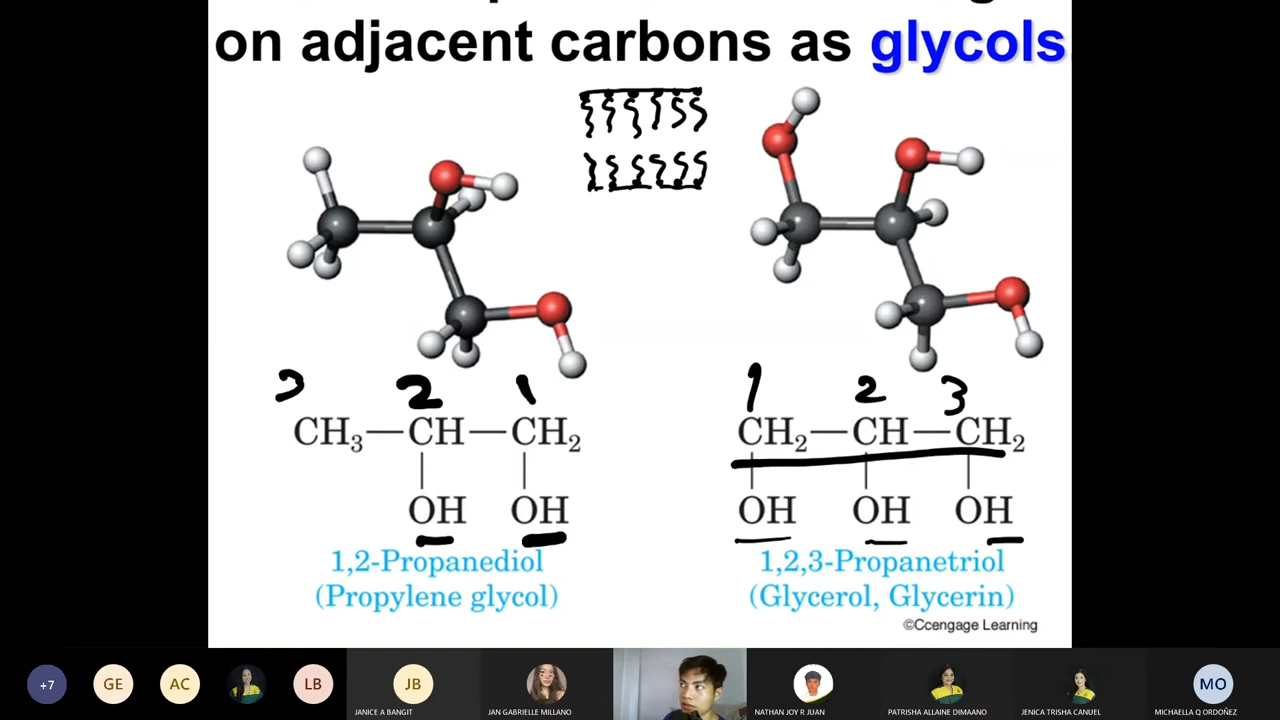 on adjacent carbons as glycols
3 2 1
CH3—CH—CH2
OH OH
1,2-Propanediol
(Propylene glycol)
1 2 3
CH2—CH—CH2
OH OH OH
1,2,3-Propanetriol
(Glycerol, Glycerin)
©Ccengage Learning
+7
GE
AC
LB
JB
JANICE A BANGIT
JAN GABRIELLE MILLANO
NATHAN JOY R JUAN
PATRISHA ALLAINE DIMAANO
JENICA TRISHA CANUEL
MO
MICHAELLA Q ORDOÑEZ